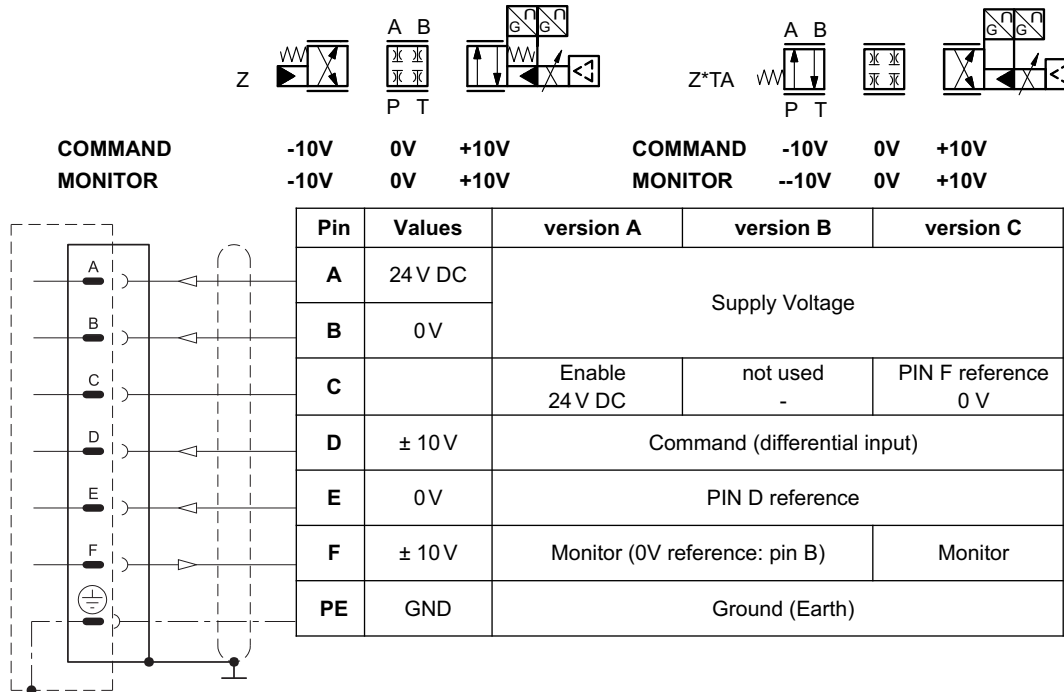 A B
G G
Z
P T
A B
G G
Z*TA
P T
COMMAND -10V 0V +10V
MONITOR -10V 0V +10V
COMMAND -10V 0V +10V
MONITOR --10V 0V +10V
Pin Values version A version B version C
A 24 V DC Supply Voltage
B 0 V
C Enable 24 V DC not used - PIN F reference 0 V
D ± 10 V Command (differential input)
E 0 V PIN D reference
F ± 10 V Monitor (0V reference: pin B) Monitor
PE GND Ground (Earth)
A
B
C
D
E
F